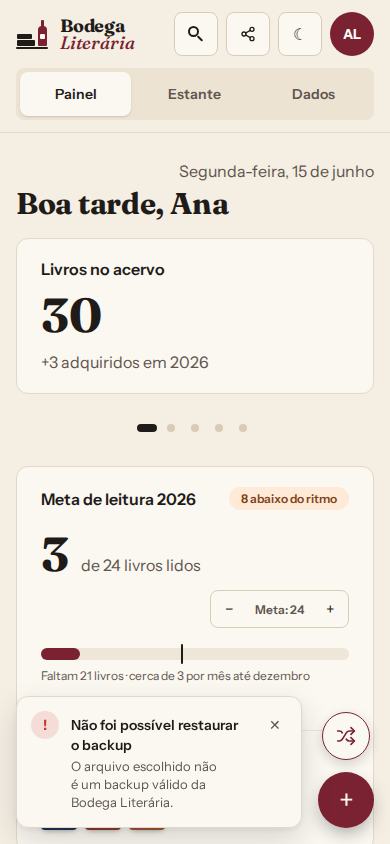 Bodega
Literária
AL
Painel
Estante
Dados
Segunda-feira, 15 de junho
Boa tarde, Ana
Livros no acervo
30
+3 adquiridos em 2026
Meta de leitura 2026
8 abaixo do ritmo
3 de 24 livros lidos
− Meta: 24 +
Faltam 21 livros · cerca de 3 por mês até dezembro
! Não foi possível restaurar ✕
o backup
O arquivo escolhido não
é um backup válido da
Bodega Literária.
+